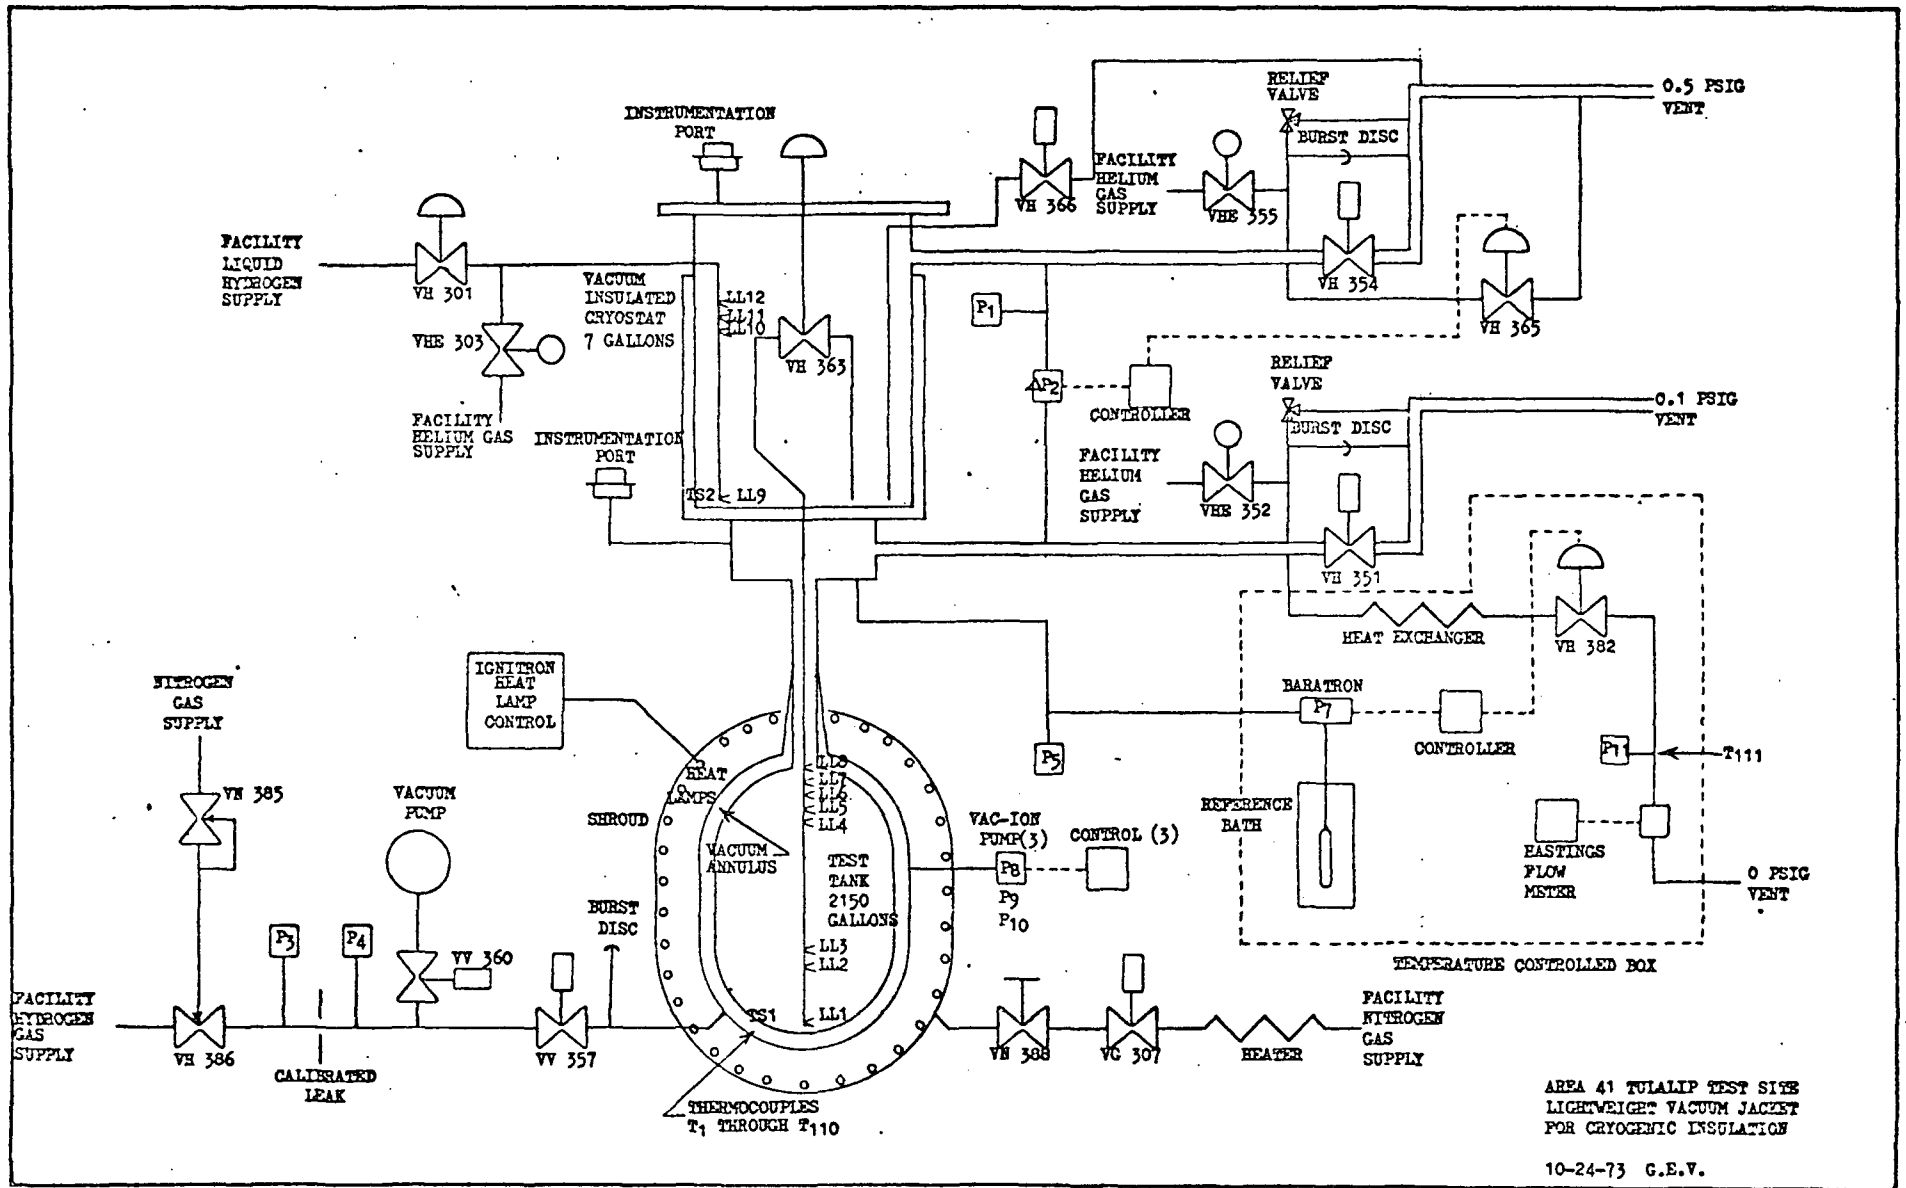 0.5 PSIG
VENT
RELIEF
VALVE
BURST DISC
INSTRUMENTATION
PORT
FACILITY
HELIUM
GAS
SUPPLY
VH 366
VHE 355
VH 354
VH 365
FACILITY
LIQUID
HYDROGEN
SUPPLY
VH 301
VACUUM
INSULATED
CRYOSTAT
7 GALLONS
LL12
LL11
LL10
VH 363
P1
VHE 303
FACILITY
HELIUM GAS
SUPPLY
ΔP2
CONTROLLER
RELIEF
VALVE
BURST DISC
0.1 PSIG
VENT
INSTRUMENTATION
PORT
TS2
LL9
FACILITY
HELIUM
GAS
SUPPLY
VHE 352
VH 351
HEAT EXCHANGER
VH 382
IGNITRON
HEAT
LAMP
CONTROL
NITROGEN
GAS
SUPPLY
BARATRON
P7
CONTROLLER
P11
T111
P5
VN 385
VACUUM
PUMP
SHROUD
HEAT
LAMPS
VACUUM
ANNULUS
LL8
LL7
LL6
LL5
LL4
TEST
TANK
2150
GALLONS
VAC-ION
PUMP(3)
CONTROL (3)
P8
P9
P10
REFERENCE
BATH
HASTINGS
FLOW
METER
0 PSIG
VENT
TEMPERATURE CONTROLLED BOX
BURST
DISC
P3
P4
VV 360
LL3
LL2
LL1
TS1
FACILITY
HYDROGEN
GAS
SUPPLY
VH 386
CALIBRATED
LEAK
VV 357
VN 388
VG 307
HEATER
FACILITY
NITROGEN
GAS
SUPPLY
THERMOCOUPLES
T1 THROUGH T110
AREA 41 TULALIP TEST SITE
LIGHTWEIGHT VACUUM JACKET
FOR CRYOGENIC INSULATION
10-24-73 G.E.V.